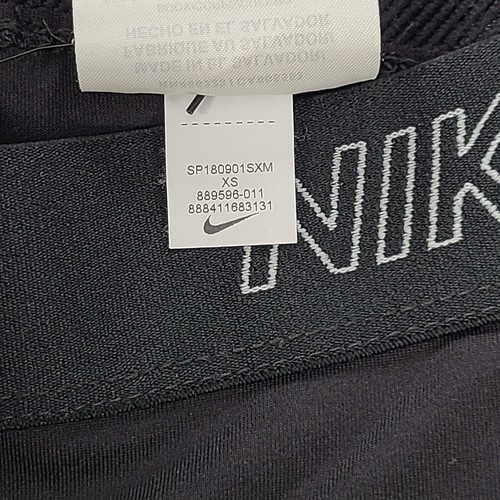 HECHO EN EL SALVADOR
FABRIQUE AU SALVADOR
MADE IN EL SALVADOR
SP180901SXM
XS
889596-011
888411683131
NIK